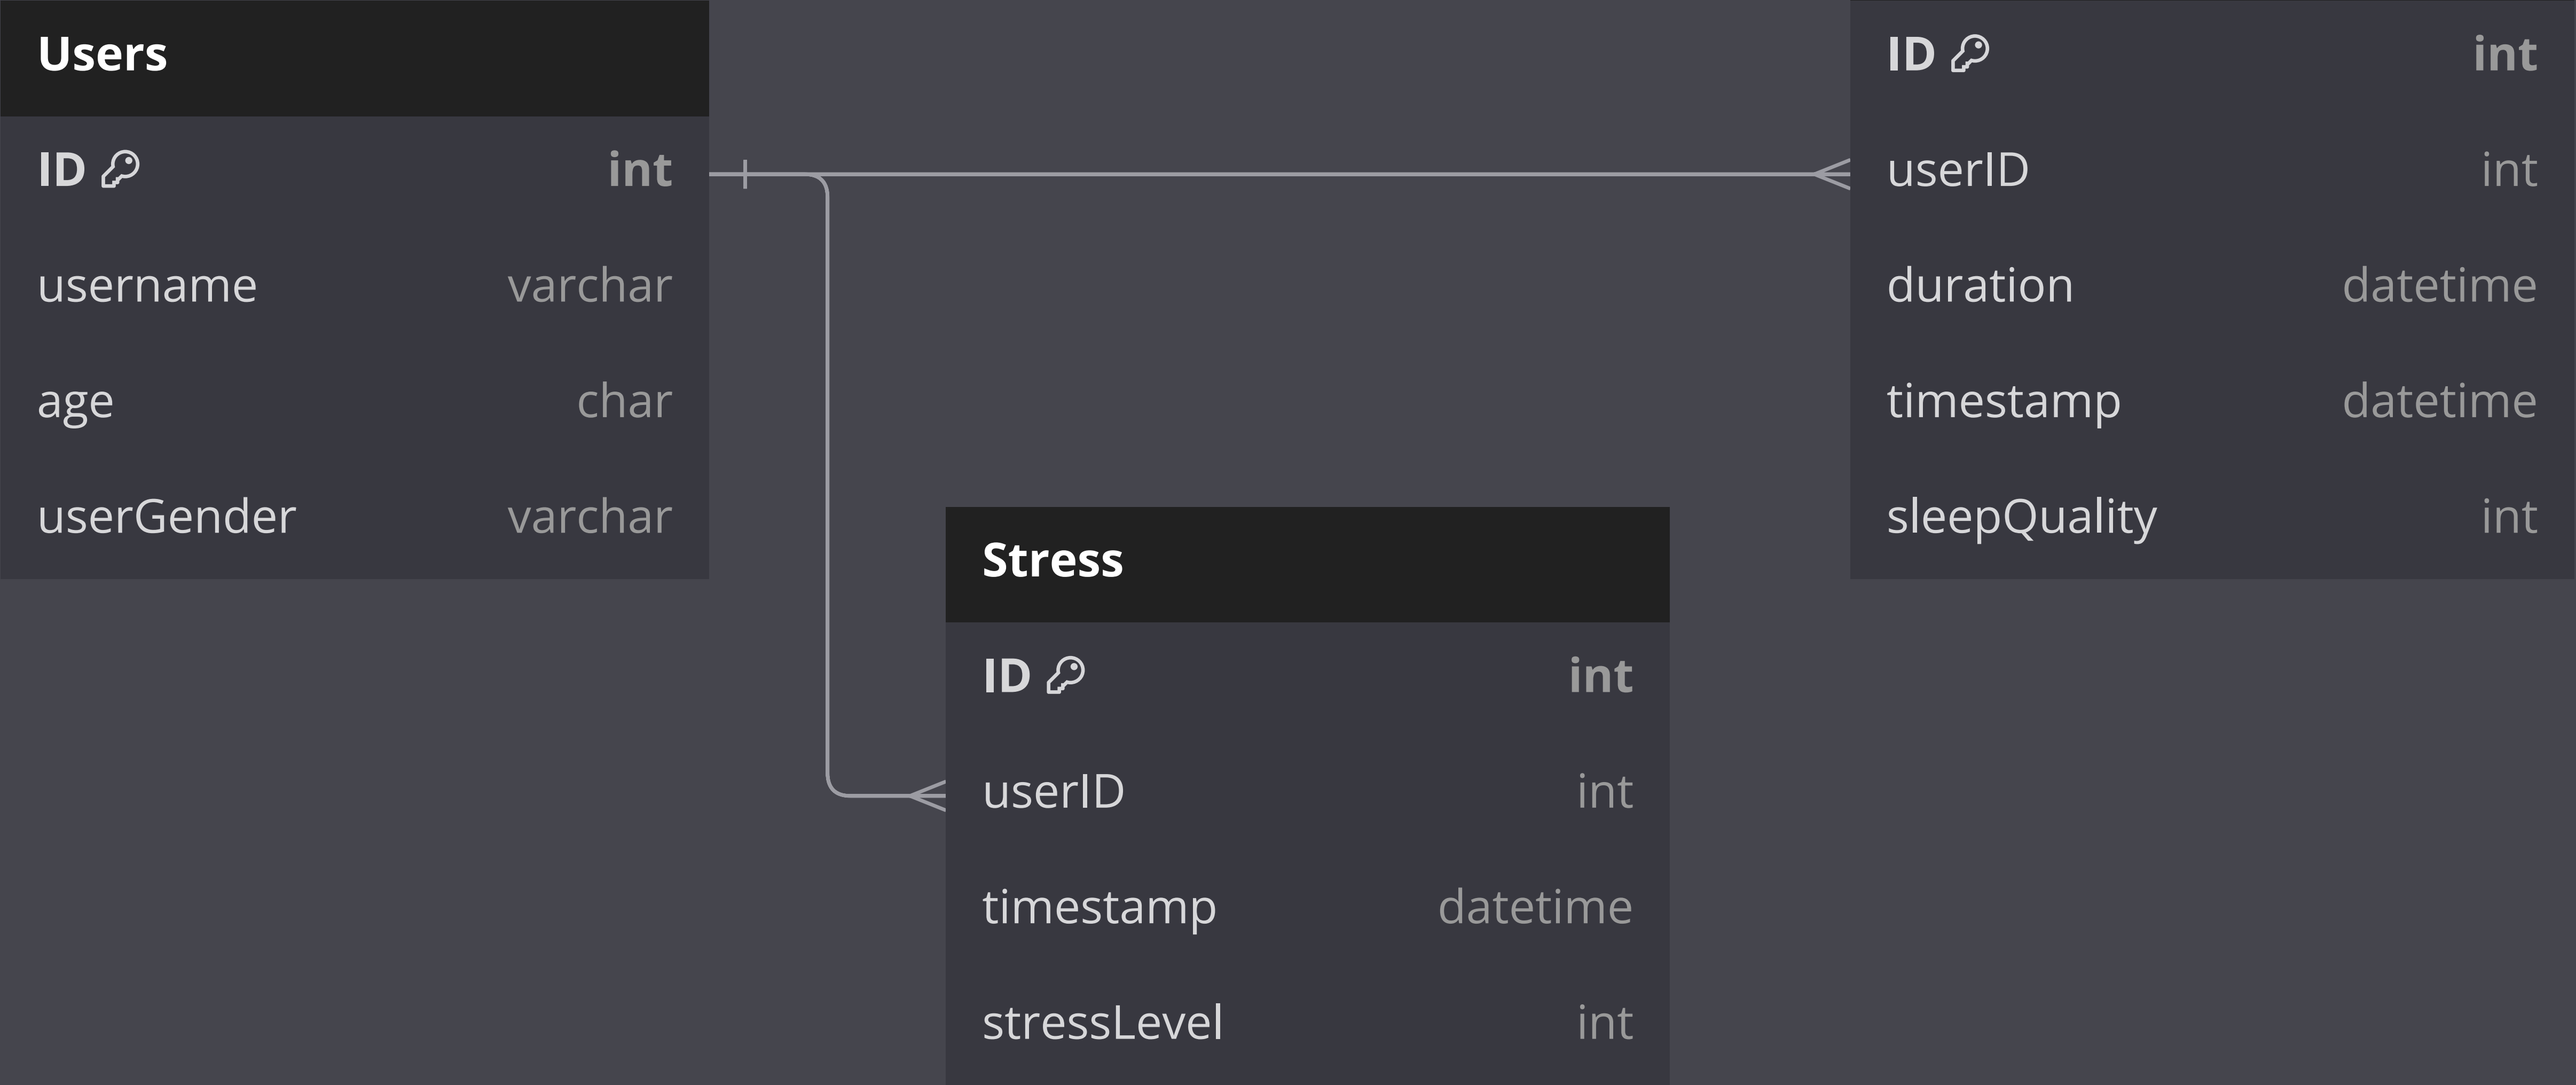 Users
ID int
username varchar
age char
userGender varchar
ID int
userID int
duration datetime
timestamp datetime
sleepQuality int
Stress
ID int
userID int
timestamp datetime
stressLevel int